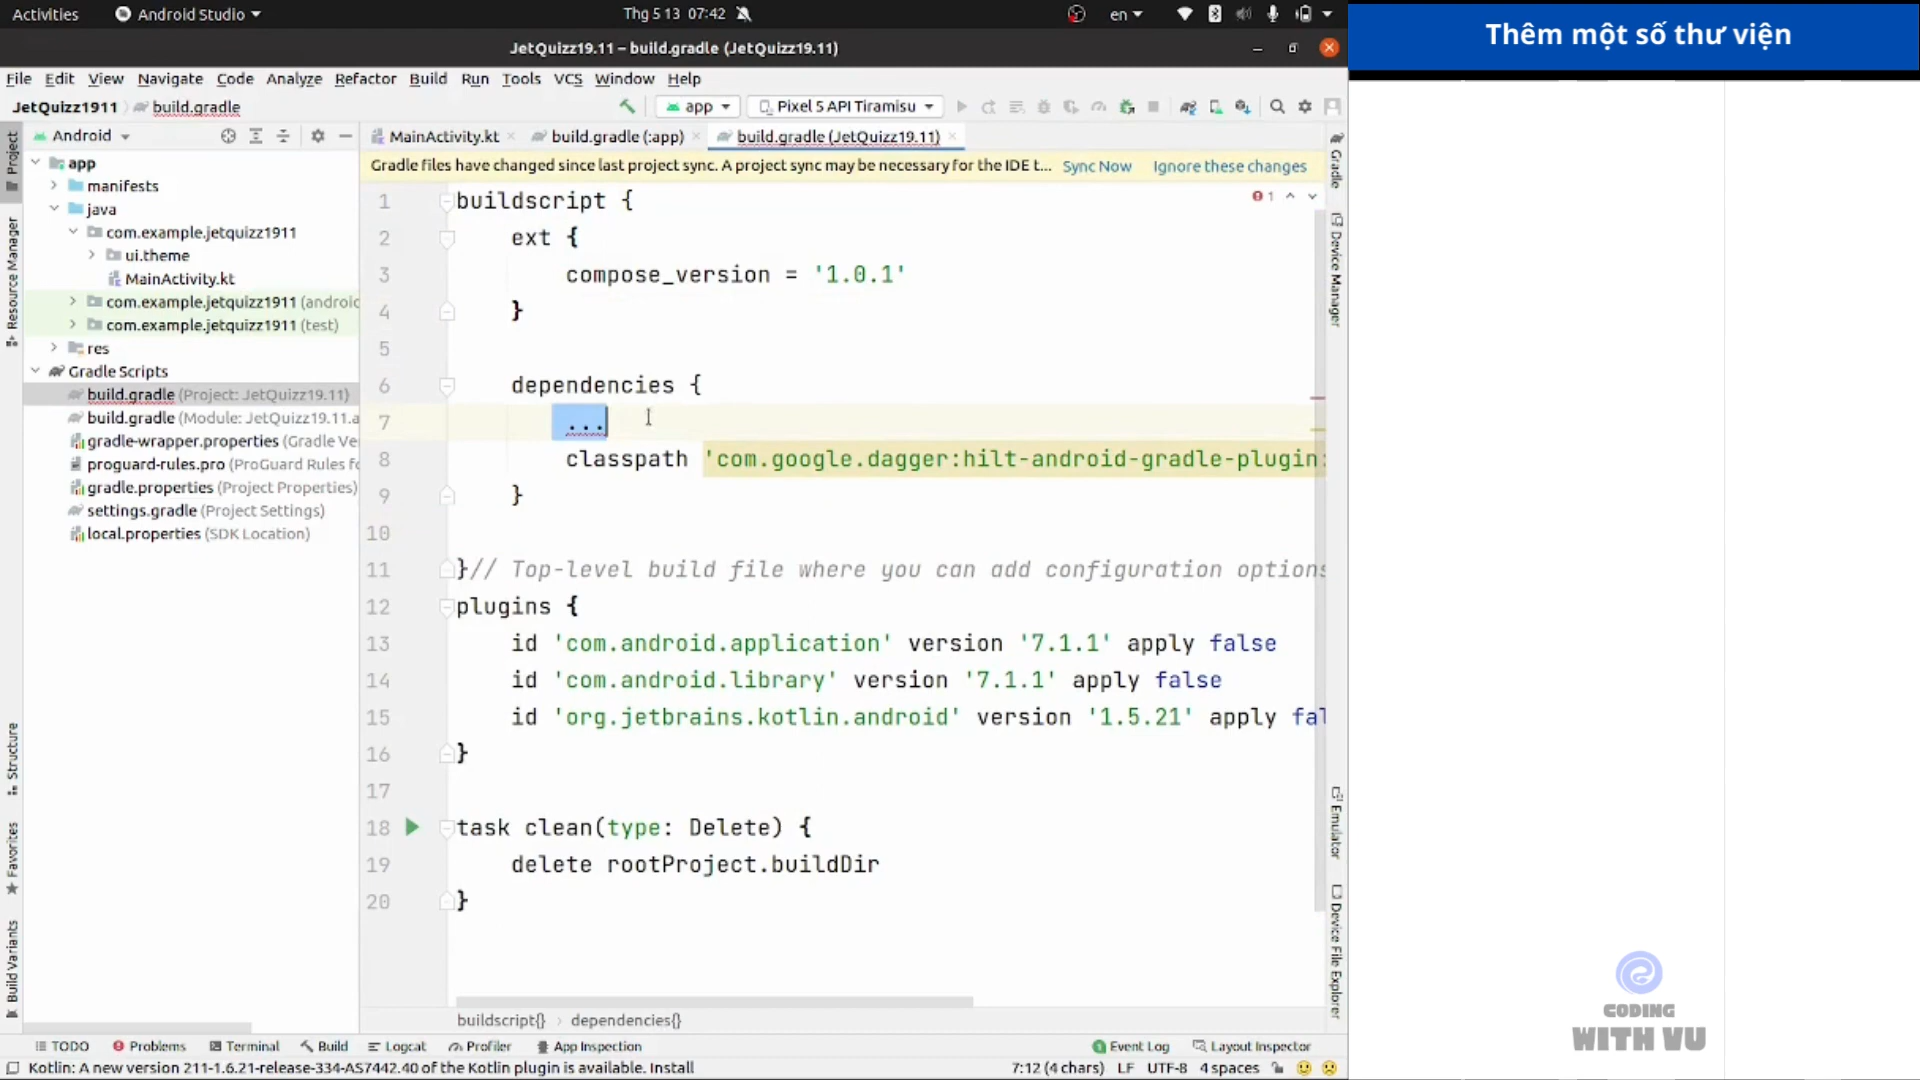 Activities
Android Studio
Thg 5 13 07:42
en
Thêm một số thư viện
JetQuizz19.11 – build.gradle (JetQuizz19.11)
File Edit View Navigate Code Analyze Refactor Build Run Tools VCS Window Help
JetQuizz1911
build.gradle
app
Pixel 5 API Tiramisu
Android
MainActivity.kt
build.gradle (:app)
build.gradle (JetQuizz19.11)
Gradle files have changed since last project sync. A project sync may be necessary for the IDE t...
Sync Now
Ignore these changes
Project
Resource Manager
Structure
Favorites
Build Variants
app
manifests
java
com.example.jetquizz1911
ui.theme
MainActivity.kt
com.example.jetquizz1911 (androic
com.example.jetquizz1911 (test)
res
Gradle Scripts
build.gradle (Project: JetQuizz19.11)
build.gradle (Module: JetQuizz19.11.a
gradle-wrapper.properties (Gradle Ve
proguard-rules.pro (ProGuard Rules fo
gradle.properties (Project Properties)
settings.gradle (Project Settings)
local.properties (SDK Location)
1 buildscript {
1
2 ext {
3 compose_version = '1.0.1'
4 }
5
6 dependencies {
7 ...
8 classpath 'com.google.dagger:hilt-android-gradle-plugin:
9 }
10
11 }// Top-level build file where you can add configuration options
12 plugins {
13 id 'com.android.application' version '7.1.1' apply false
14 id 'com.android.library' version '7.1.1' apply false
15 id 'org.jetbrains.kotlin.android' version '1.5.21' apply fal
16 }
17
18 task clean(type: Delete) {
19 delete rootProject.buildDir
20 }
Gradle
Device Manager
Emulator
Device File Explorer
buildscript{}
dependencies{}
TODO
Problems
Terminal
Build
Logcat
Profiler
App Inspection
Event Log
Layout Inspector
Kotlin: A new version 211-1.6.21-release-334-AS7442.40 of the Kotlin plugin is available. Install
7:12 (4 chars)
LF
UTF-8
4 spaces
CODING
WITH VU